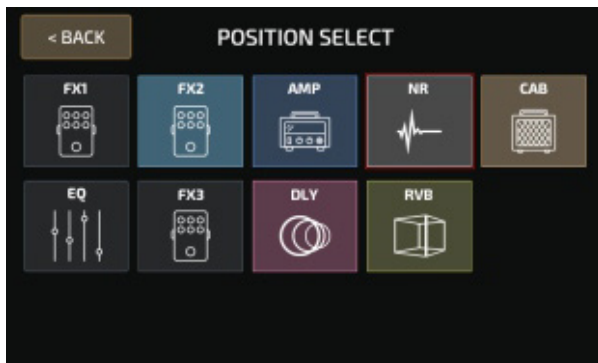 < BACK
POSITION SELECT
FX1
FX2
AMP
NR
CAB
EQ
FX3
DLY
RVB